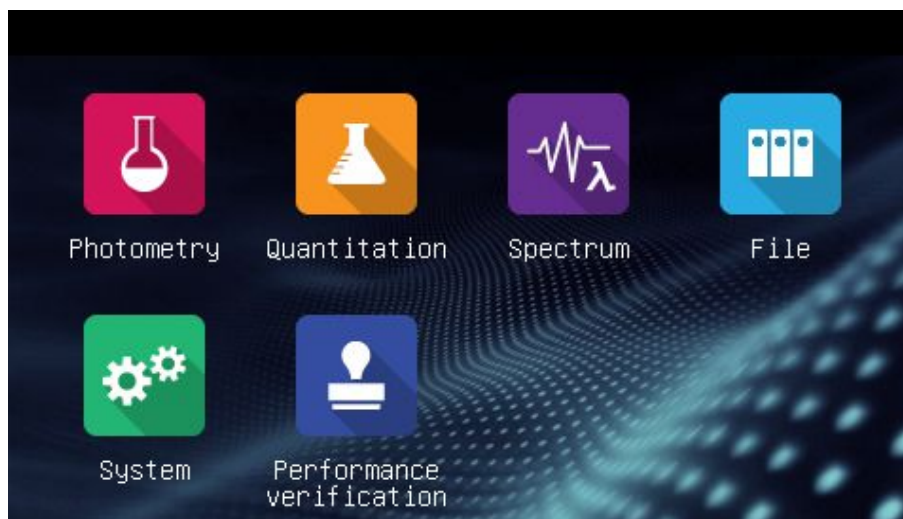 Photometry
Quantitation
Spectrum
File
System
Performance
verification